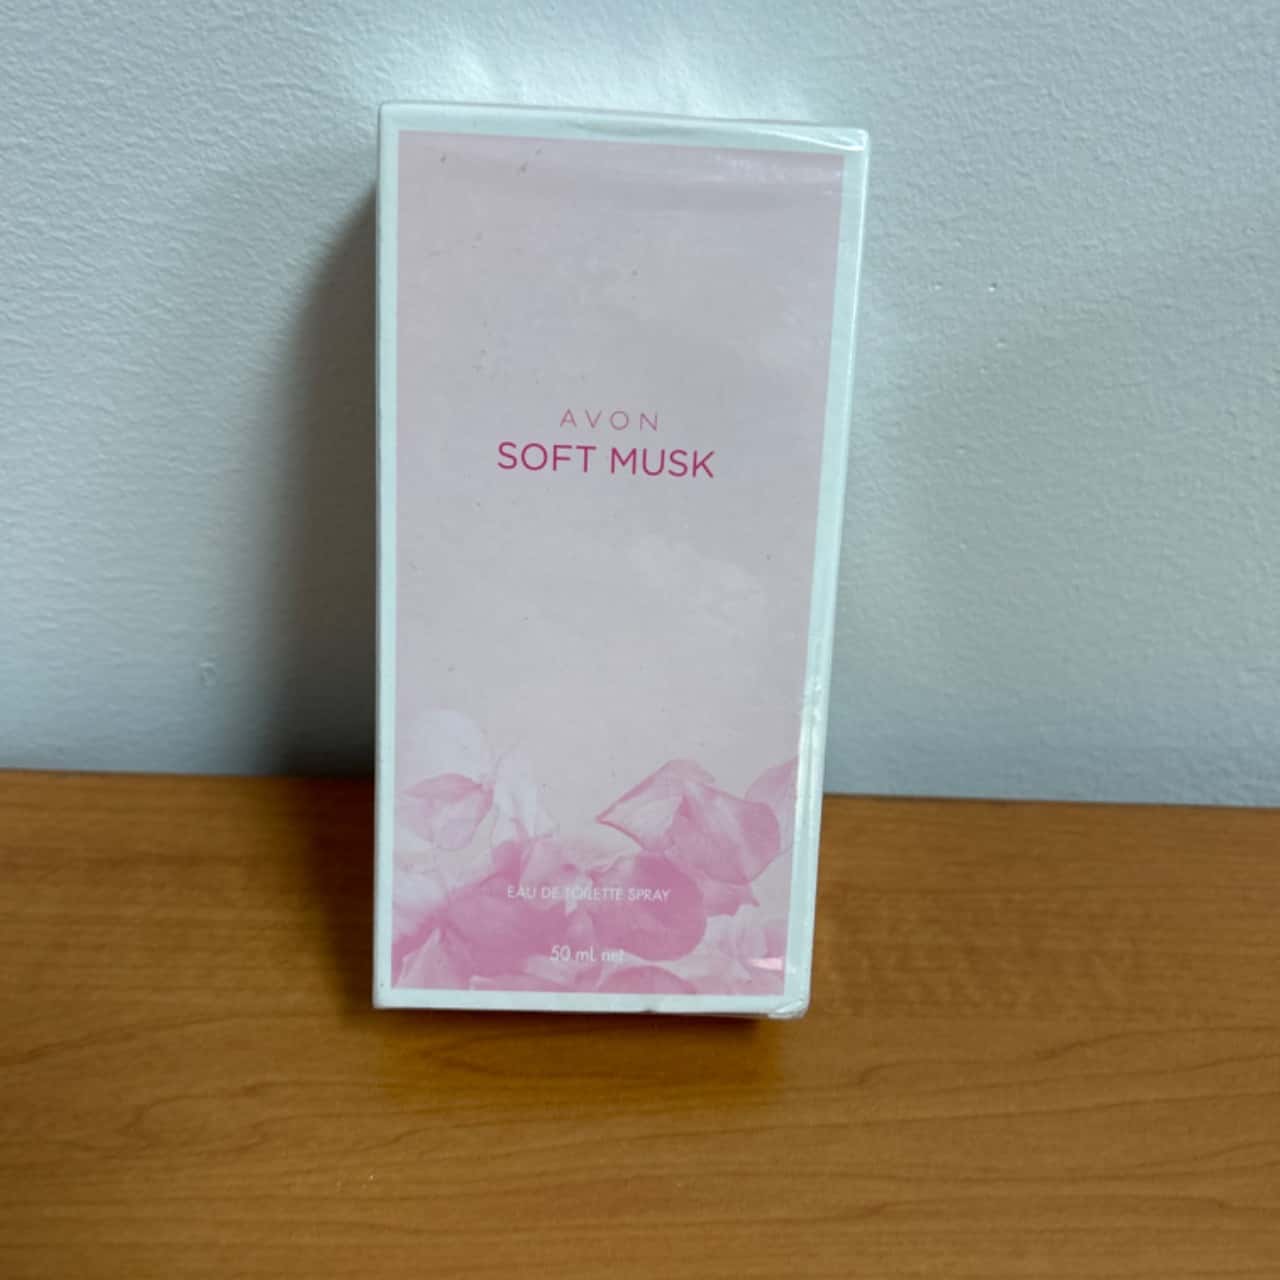 AVON
SOFT MUSK
EAU DE TOILETTE SPRAY
50 mL net